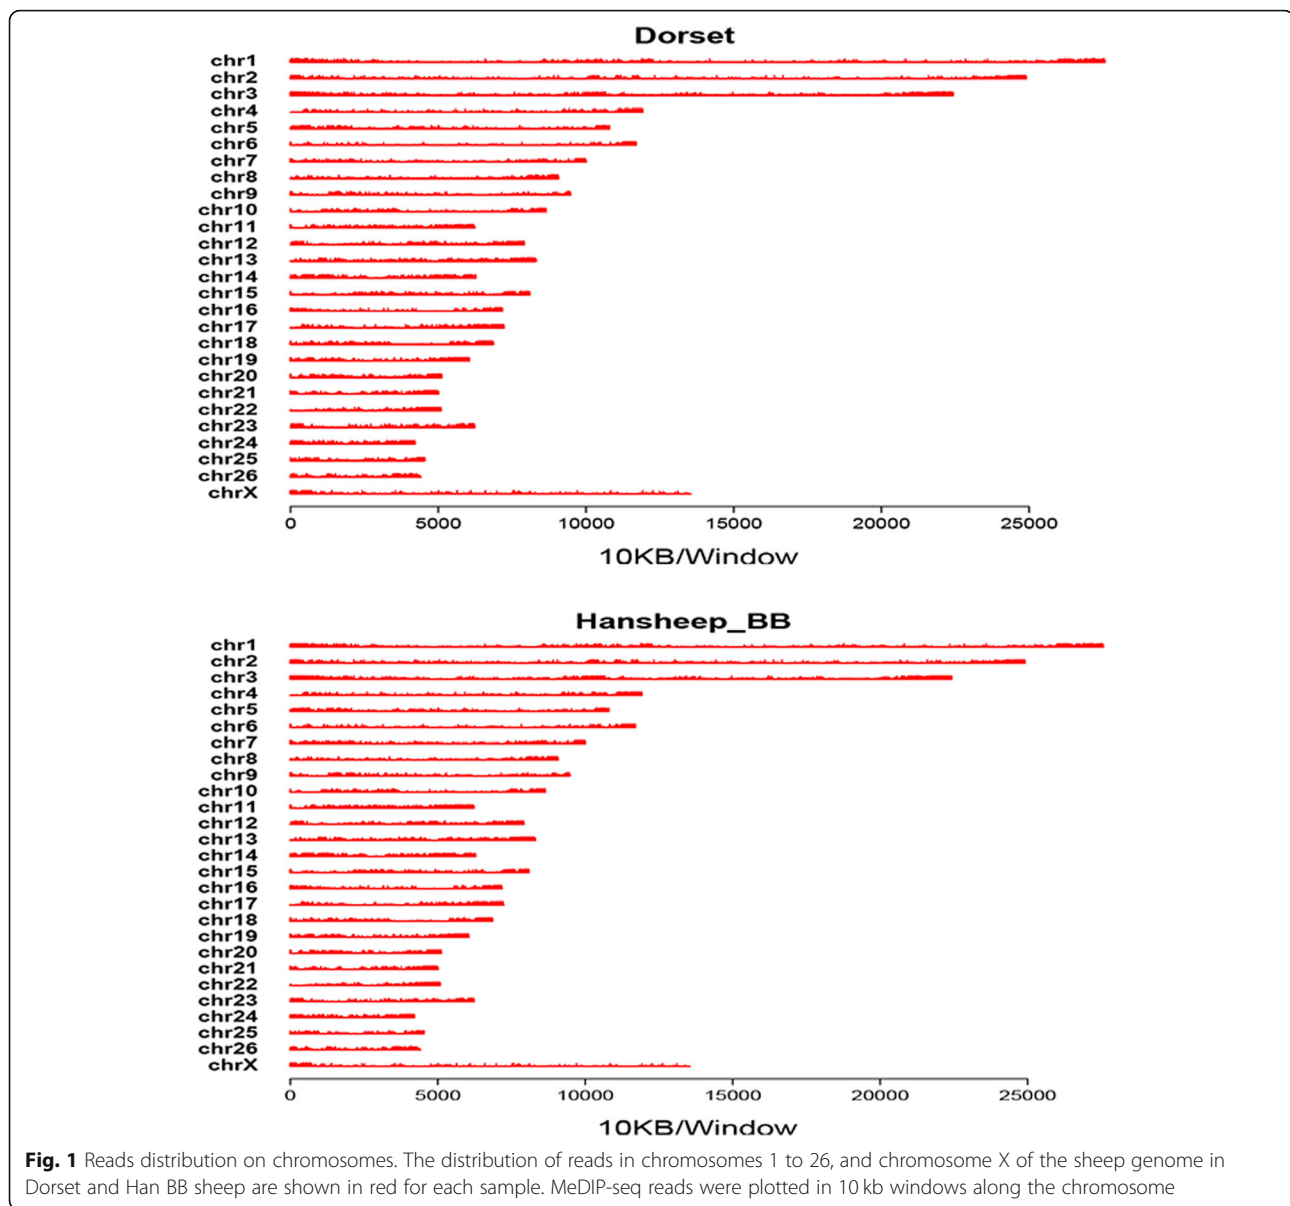 Dorset
chr1
chr2
chr3
chr4
chr5
chr6
chr7
chr8
chr9
chr10
chr11
chr12
chr13
chr14
chr15
chr16
chr17
chr18
chr19
chr20
chr21
chr22
chr23
chr24
chr25
chr26
chrX
0 5000 10000 15000 20000 25000
10KB/Window
Hansheep_BB
chr1
chr2
chr3
chr4
chr5
chr6
chr7
chr8
chr9
chr10
chr11
chr12
chr13
chr14
chr15
chr16
chr17
chr18
chr19
chr20
chr21
chr22
chr23
chr24
chr25
chr26
chrX
0 5000 10000 15000 20000 25000
10KB/Window
Fig. 1 Reads distribution on chromosomes. The distribution of reads in chromosomes 1 to 26, and chromosome X of the sheep genome in
Dorset and Han BB sheep are shown in red for each sample. MeDIP-seq reads were plotted in 10 kb windows along the chromosome